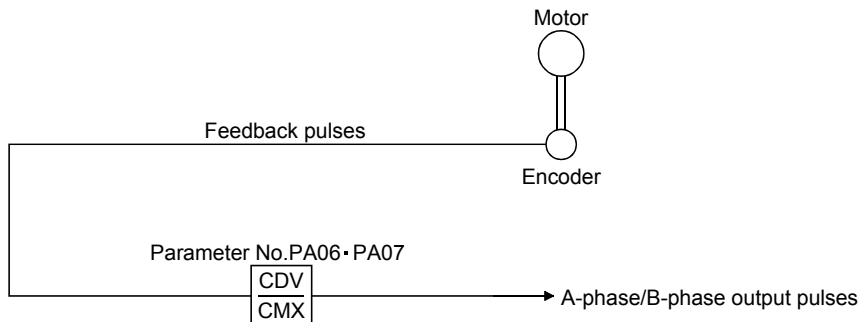 Motor
Feedback pulses
Encoder
Parameter No.PA06・PA07
CDV
CMX
A-phase/B-phase output pulses